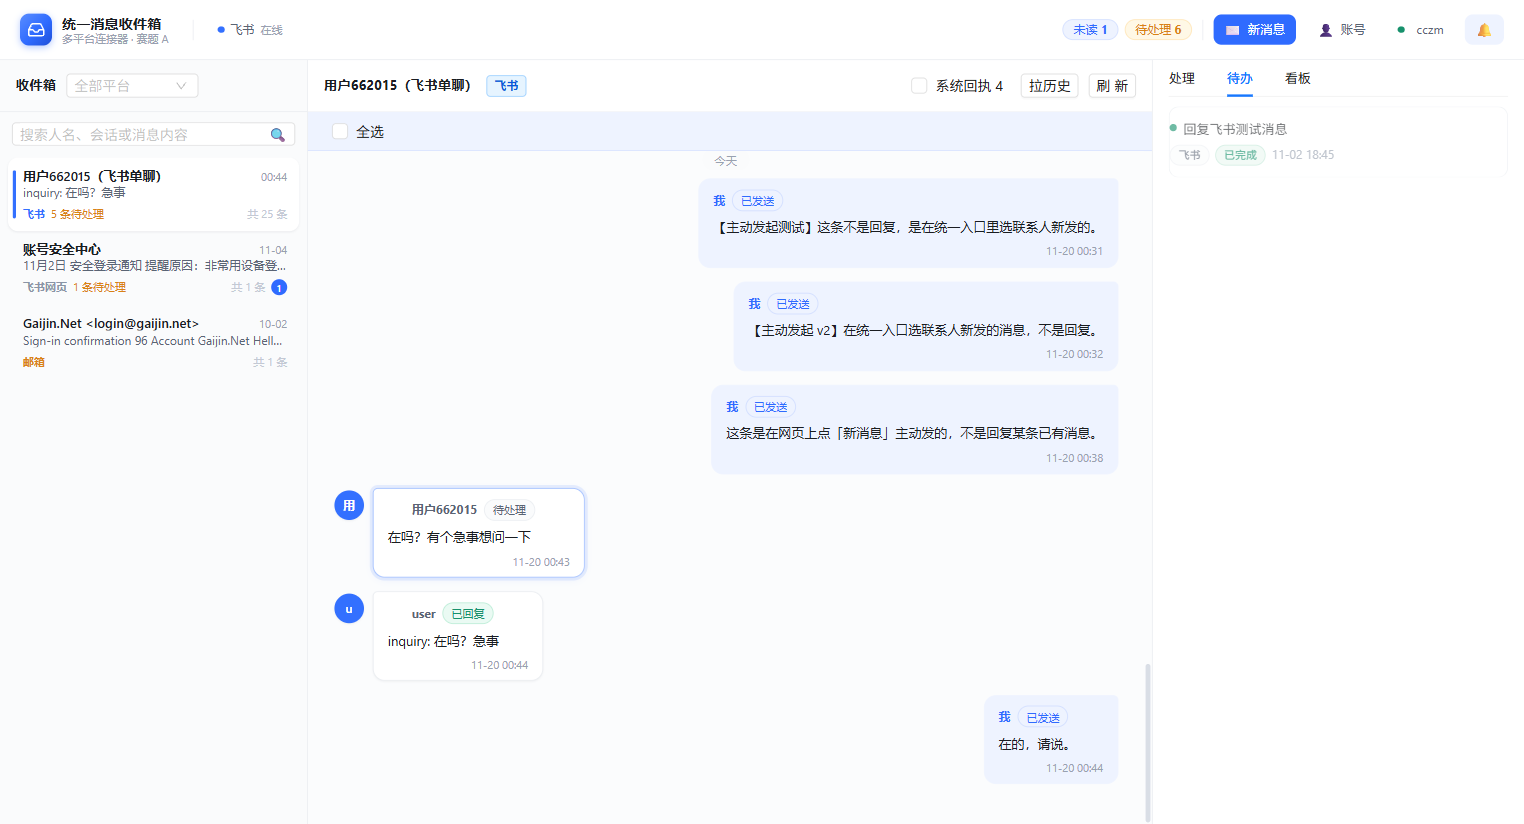 统一消息收件箱
多平台连接器 · 赛题 A
飞书 在线
未读 1
待处理 6
新消息
账号
cczm
收件箱
全部平台
搜索人名、会话或消息内容
用户662015（飞书单聊） 00:44
inquiry: 在吗？急事
飞书 5 条待处理 共 25 条
账号安全中心 11-04
11月2日 安全登录通知 提醒原因：非常用设备登...
飞书网页 1 条待处理 共 1 条 1
Gaijin.Net <login@gaijin.net> 10-02
Sign-in confirmation 96 Account Gaijin.Net Hell...
邮箱 共 1 条
用户662015（飞书单聊） 飞书
系统回执 4
拉历史
刷 新
全选
今天
我 已发送
【主动发起测试】这条不是回复，是在统一入口里选联系人新发的。
11-20 00:31
我 已发送
【主动发起 v2】在统一入口选联系人新发的消息，不是回复。
11-20 00:32
我 已发送
这条是在网页上点「新消息」主动发的，不是回复某条已有消息。
11-20 00:38
用
用户662015 待处理
在吗？有个急事想问一下
11-20 00:43
u
user 已回复
inquiry: 在吗？急事
11-20 00:44
我 已发送
在的，请说。
11-20 00:44
处理 待办 看板
回复飞书测试消息
飞书 已完成 11-02 18:45